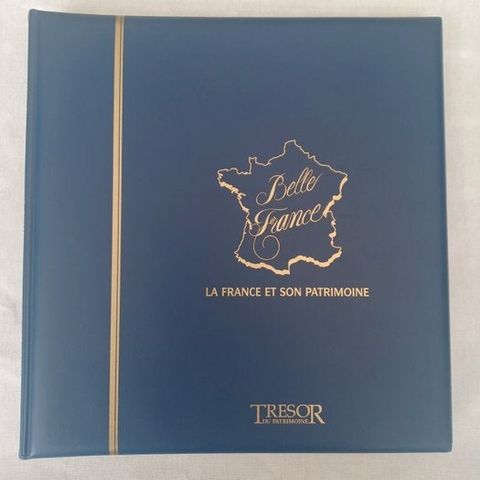 Belle
France
LA FRANCE ET SON PATRIMOINE
TRESOR
DU PATRIMOINE